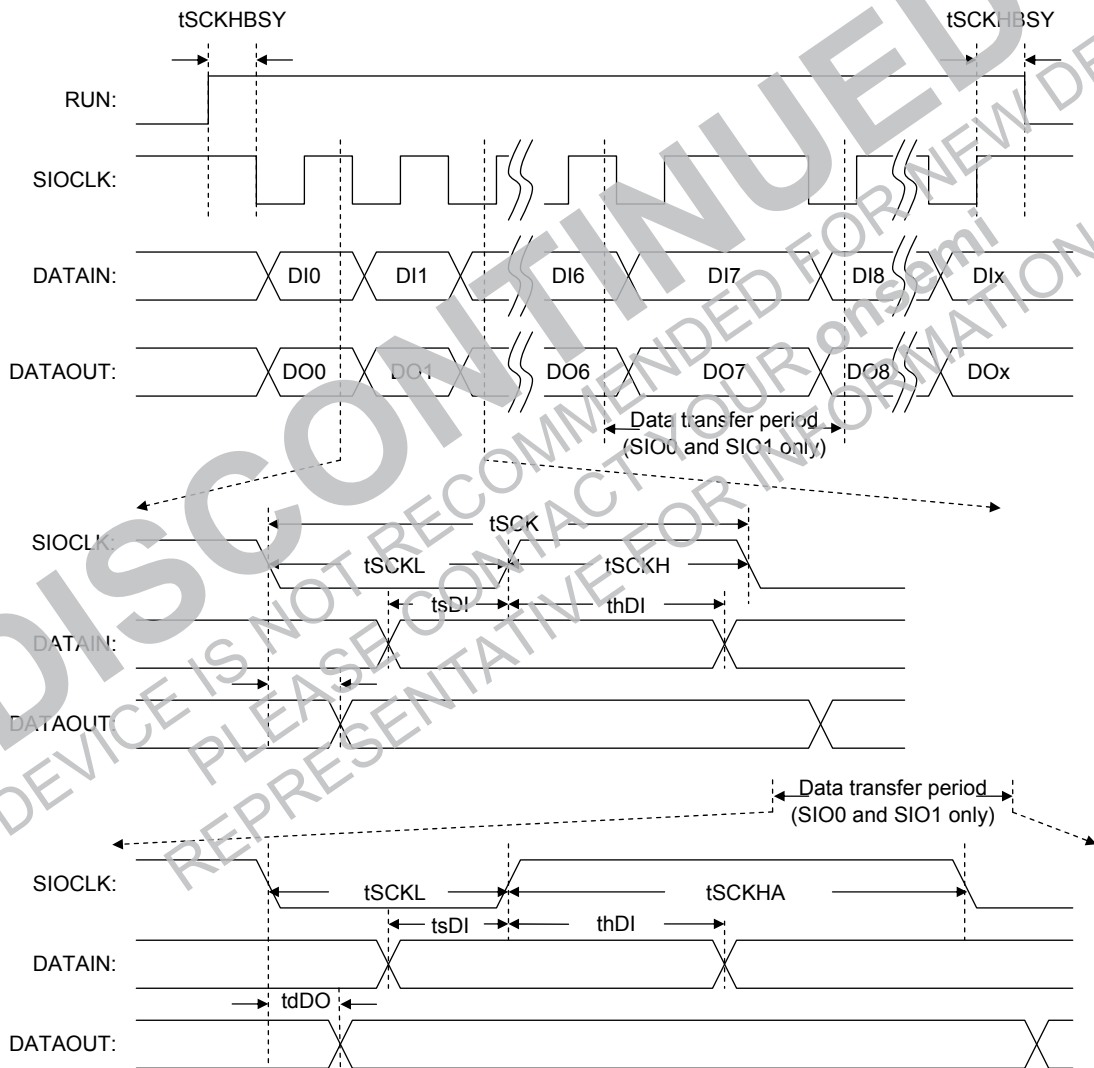 tSCKHBSY tSCKHBSY
RUN:
SIOCLK:
DATAIN: DI0 DI1 DI6 DI7 DI8 DIx
DATAOUT: DO0 DO1 DO6 DO7 DO8 DOx
Data transfer period
(SIO0 and SIO1 only)
tSCK
SIOCLK:
tSCKL tSCKH
tsDI thDI
DATAIN:
DATAOUT:
Data transfer period
(SIO0 and SIO1 only)
SIOCLK:
tSCKL tSCKHA
tsDI thDI
DATAIN:
tdDO
DATAOUT:
DISCONTINUED
DEVICE IS NOT RECOMMENDED FOR NEW
PLEASE CONTACT YOUR onsemi
REPRESENTATIVE FOR INFORMATION